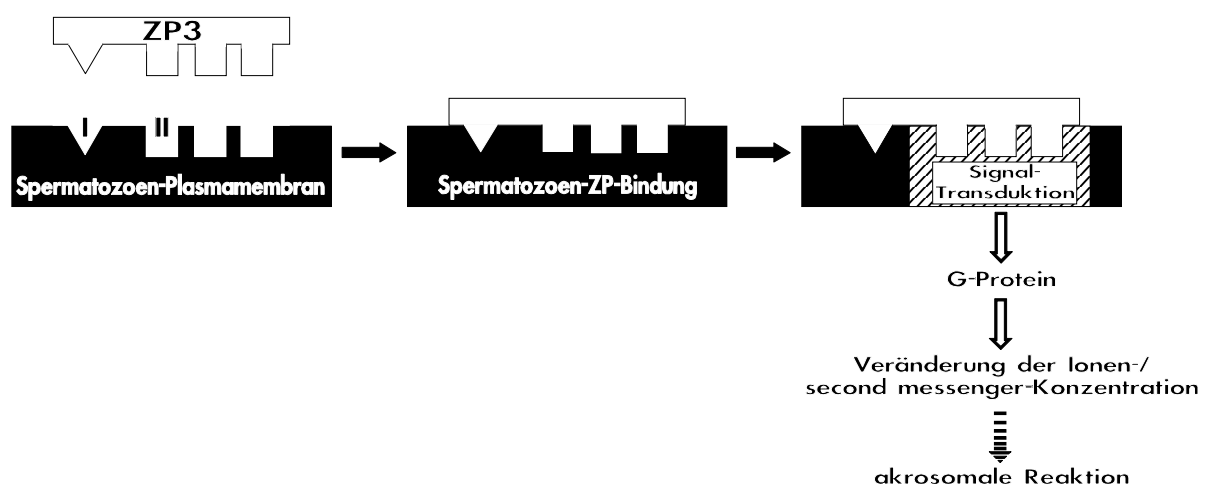 ZP3
I II
Spermatozoen-Plasmamembran
Spermatozoen-ZP-Bindung
Signal-
Transduktion
G-Protein
Veränderung der Ionen-/
second messenger-Konzentration
akrosomale Reaktion